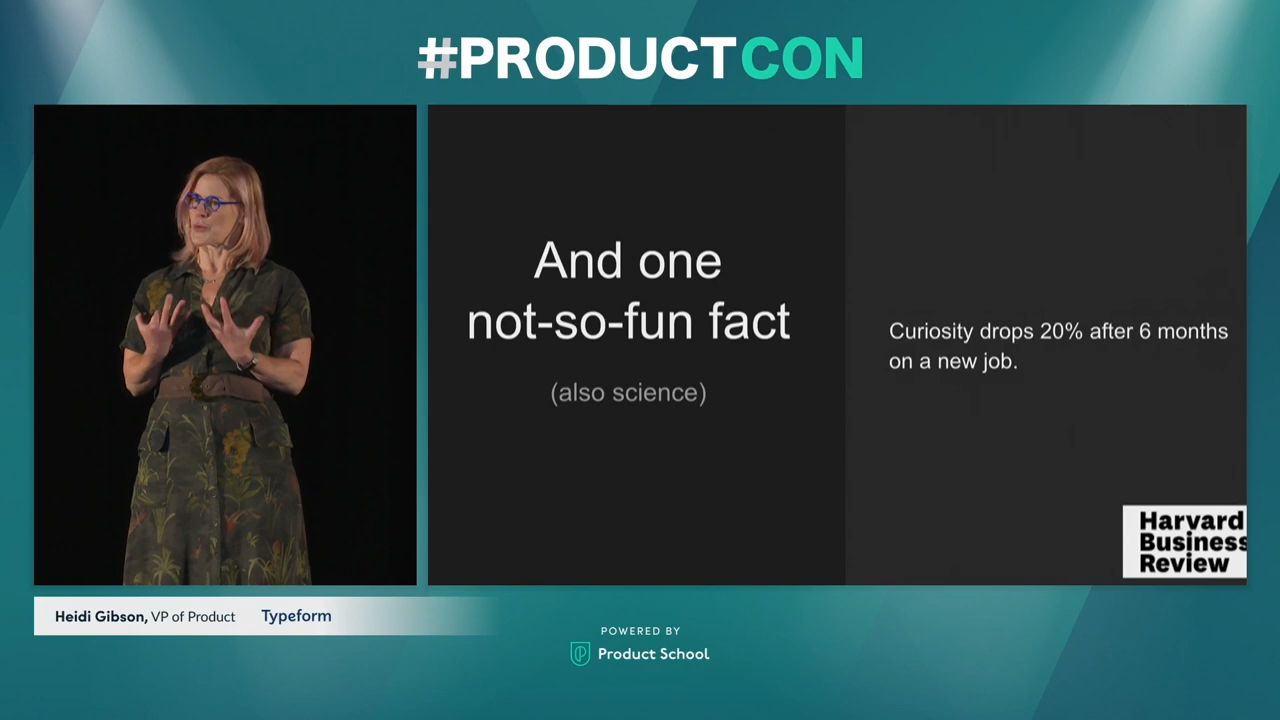 #PRODUCTCON
And one
not-so-fun fact
(also science)
Curiosity drops 20% after 6 months
on a new job.
Harvard
Business
Review
Heidi Gibson, VP of Product Typeform
POWERED BY
Product School